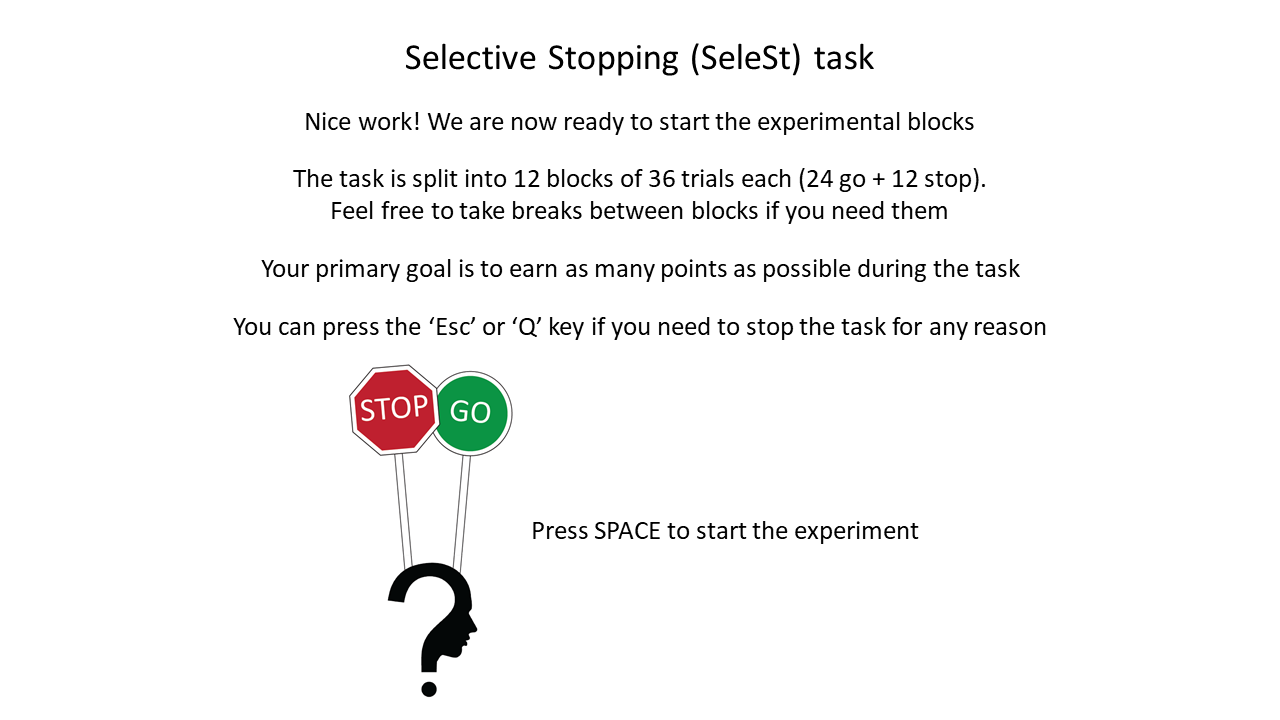 Selective Stopping (SeleSt) task
Nice work! We are now ready to start the experimental blocks
The task is split into 12 blocks of 36 trials each (24 go + 12 stop).
Feel free to take breaks between blocks if you need them
Your primary goal is to earn as many points as possible during the task
You can press the ‘Esc’ or ‘Q’ key if you need to stop the task for any reason
STOP
GO
Press SPACE to start the experiment